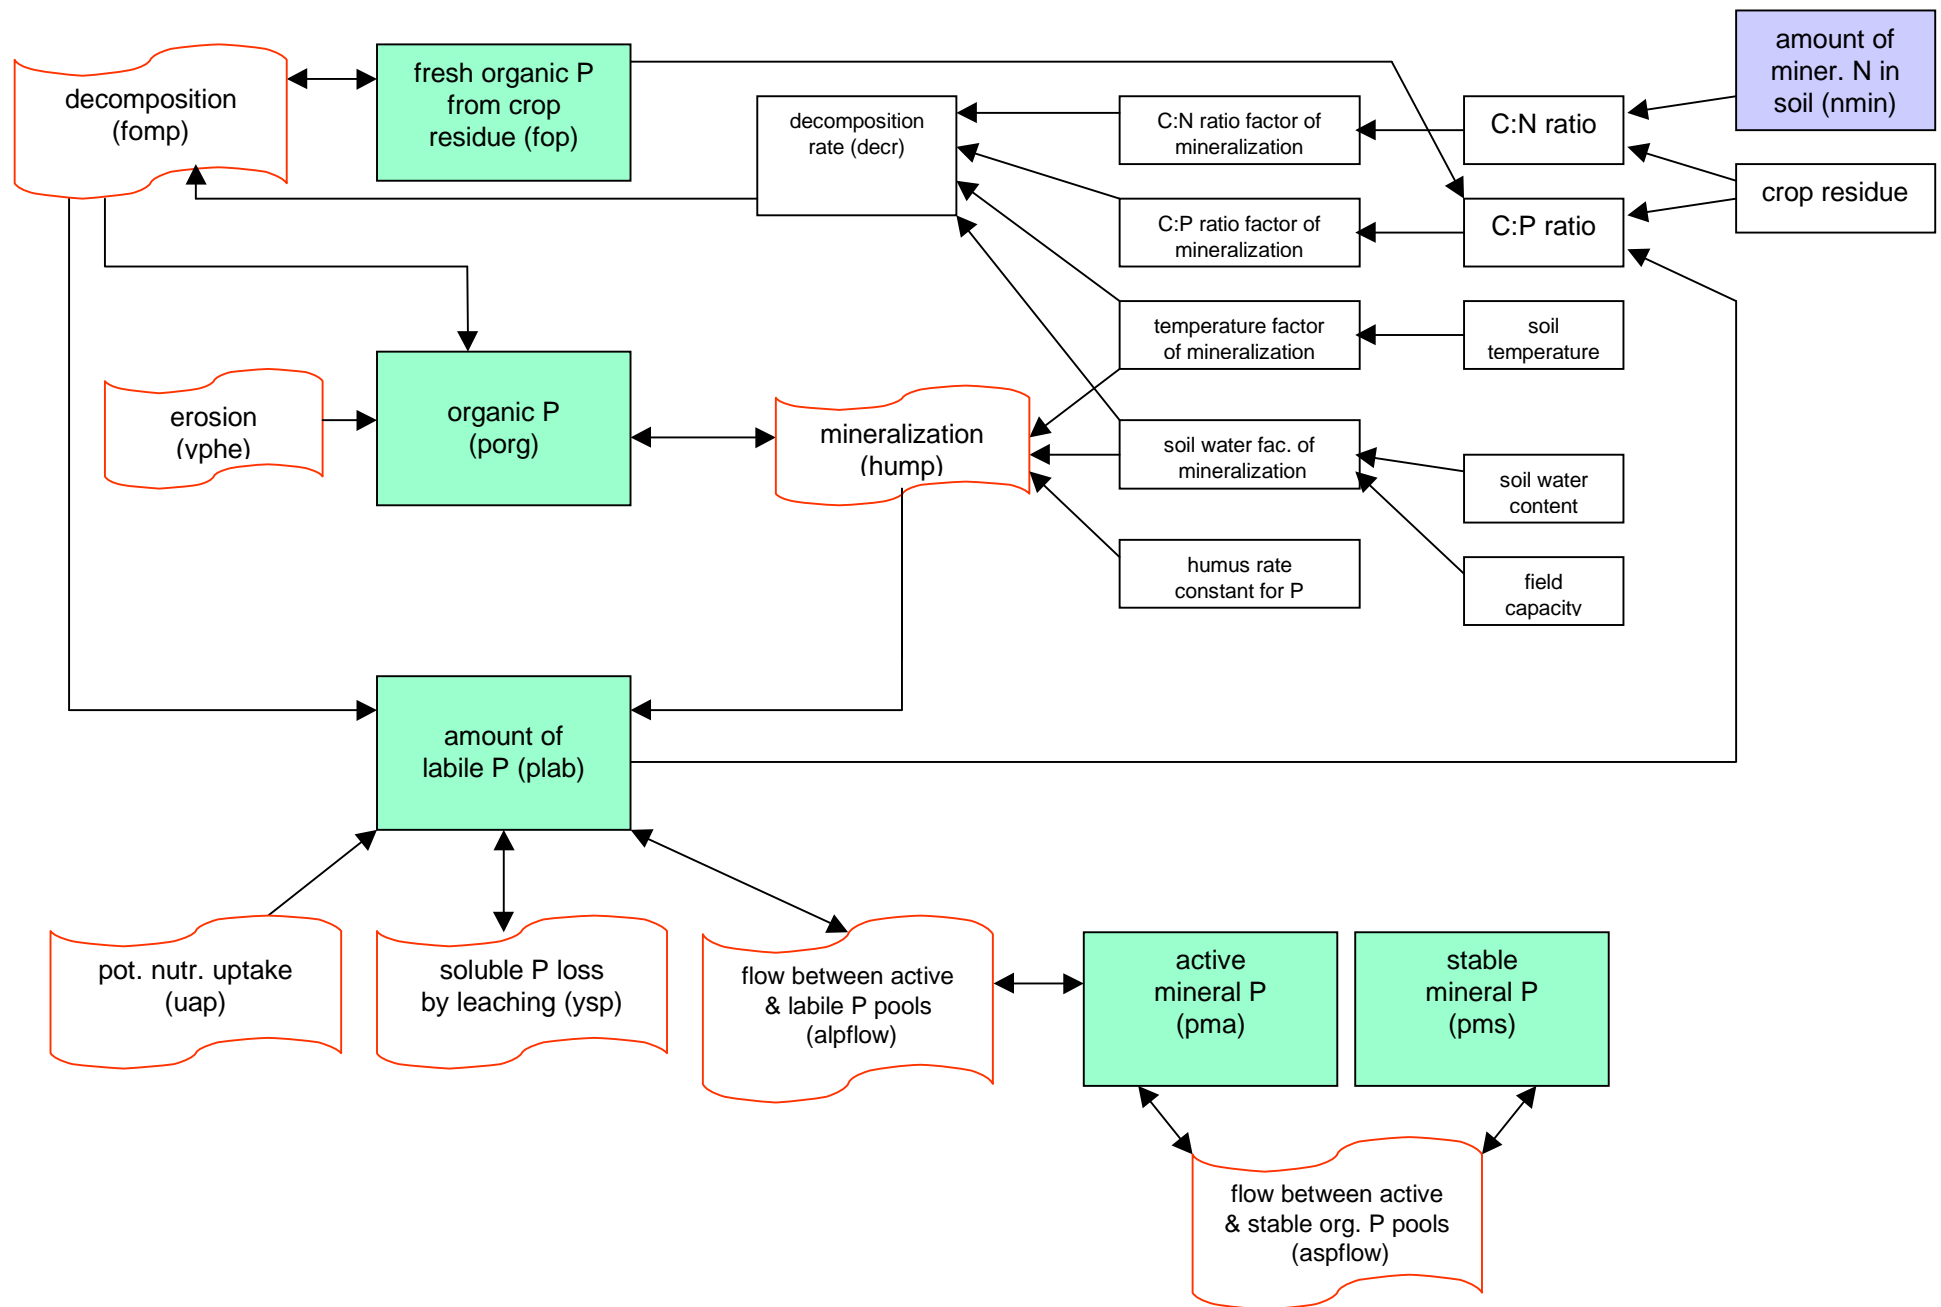 decomposition
(fomp)
fresh organic P
from crop
residue (fop)
decomposition
rate (decr)
C:N ratio factor of
mineralization
C:N ratio
amount of
miner. N in
soil (nmin)
crop residue
C:P ratio factor of
mineralization
C:P ratio
temperature factor
of mineralization
soil
temperature
erosion
(yphe)
organic P
(porg)
mineralization
(hump)
soil water fac. of
mineralization
soil water
content
humus rate
constant for P
field
capacity
amount of
labile P (plab)
pot. nutr. uptake
(uap)
soluble P loss
by leaching (ysp)
flow between active
& labile P pools
(alpflow)
active
mineral P
(pma)
stable
mineral P
(pms)
flow between active
& stable org. P pools
(aspflow)